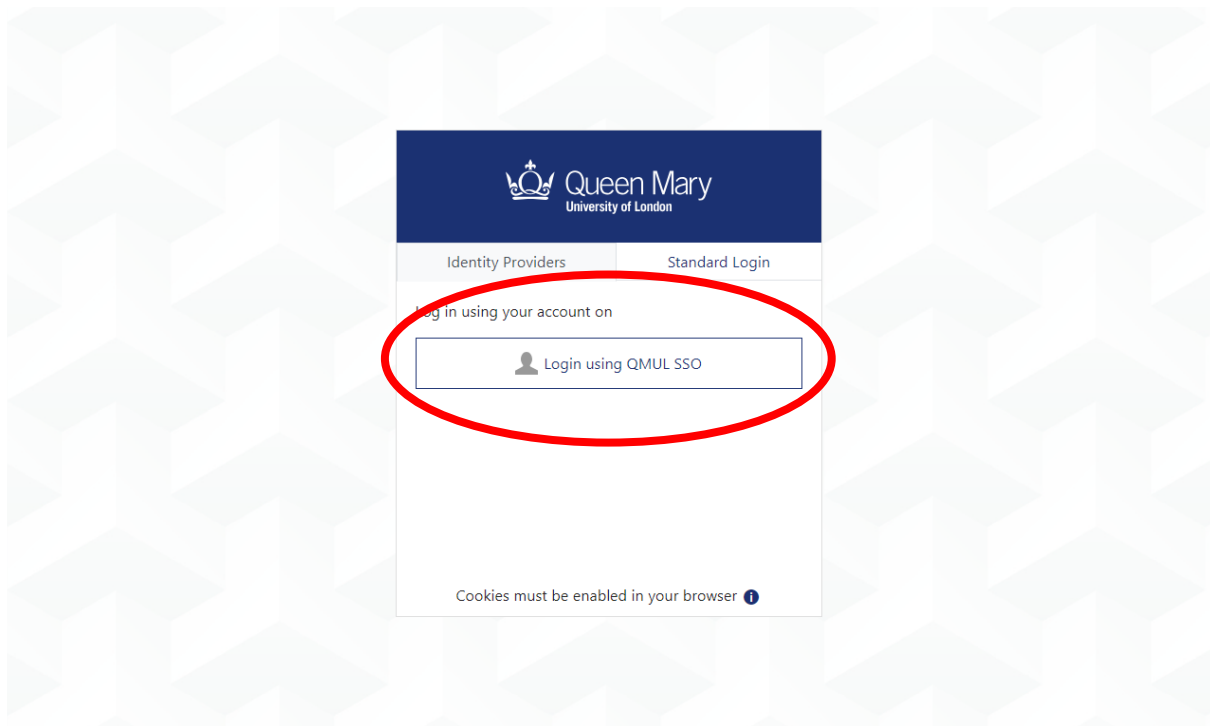 Queen Mary
University of London
Identity Providers
Standard Login
Log in using your account on
Login using QMUL SSO
Cookies must be enabled in your browser